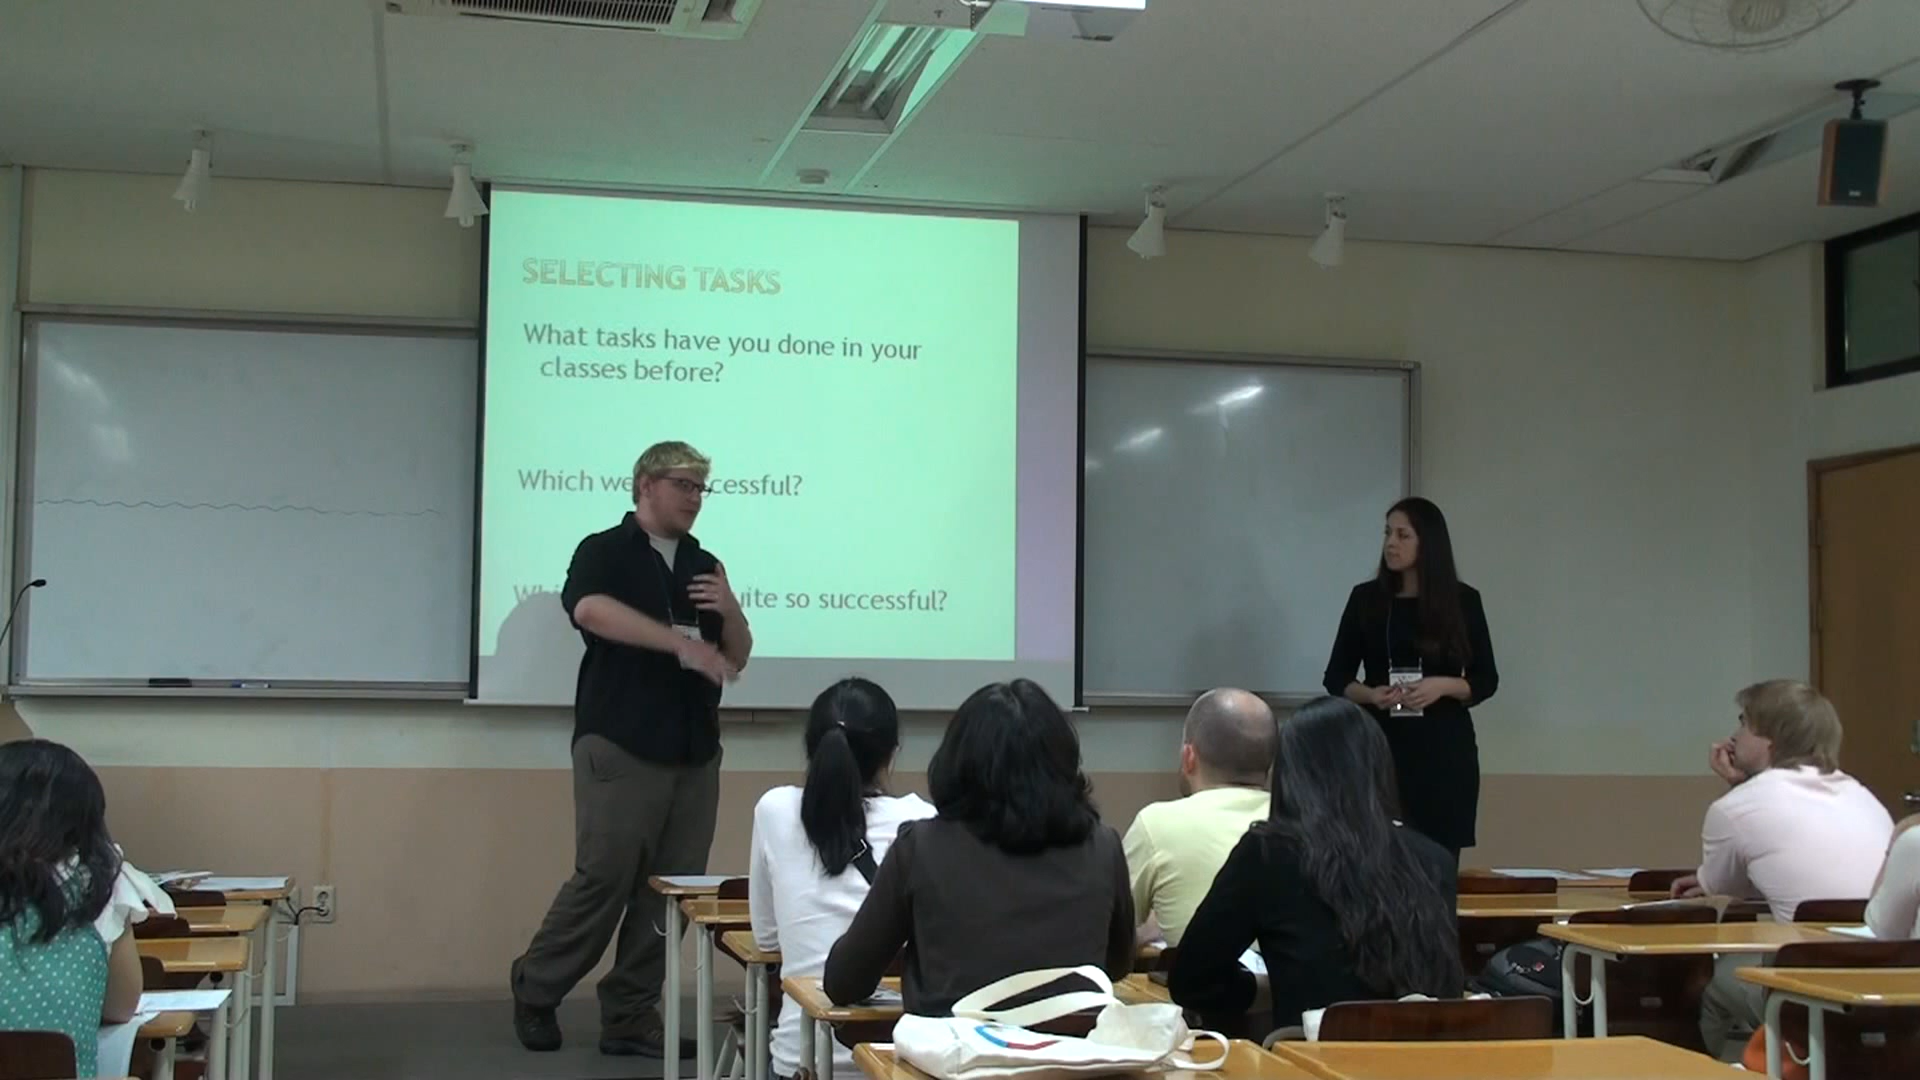 SELECTING TASKS
What tasks have you done in your
classes before?
Which we cessful?
uite so successful?